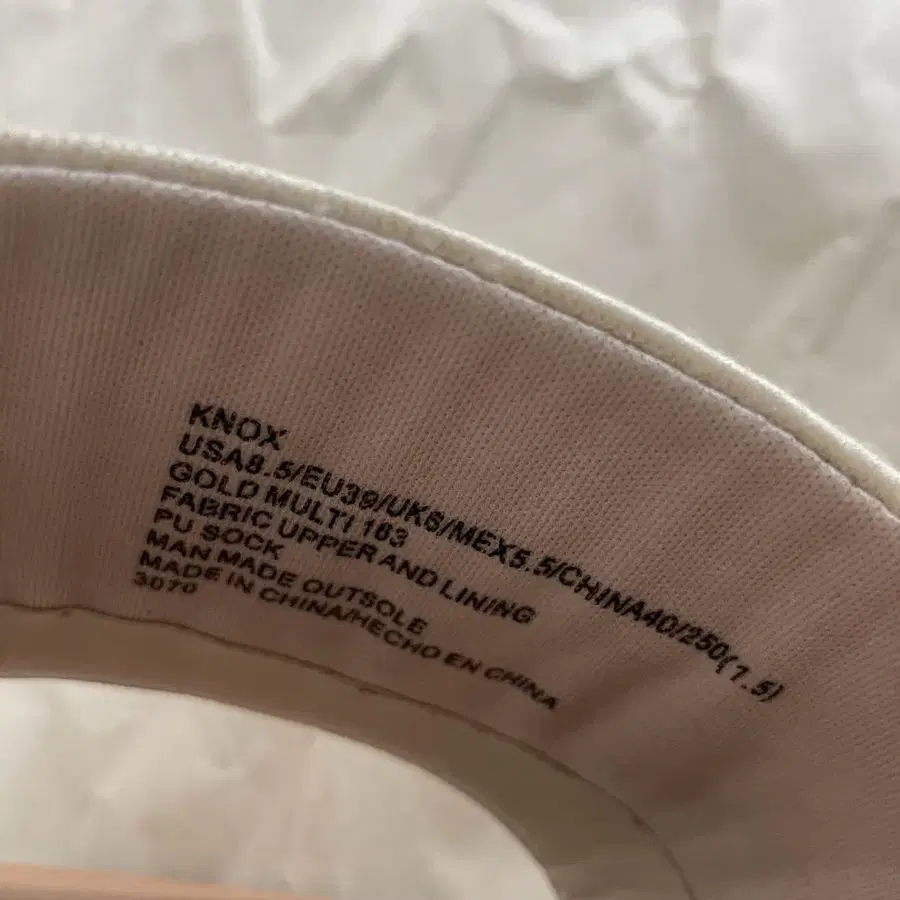 KNOX
USA8.5/EU39/UK6/MEX5.5/CHINA40/250(1.5)
GOLD MULTI 163
FABRIC UPPER AND LINING
PU SOCK
MAN MADE OUTSOLE
MADE IN CHINA/HECHO EN CHINA
3070